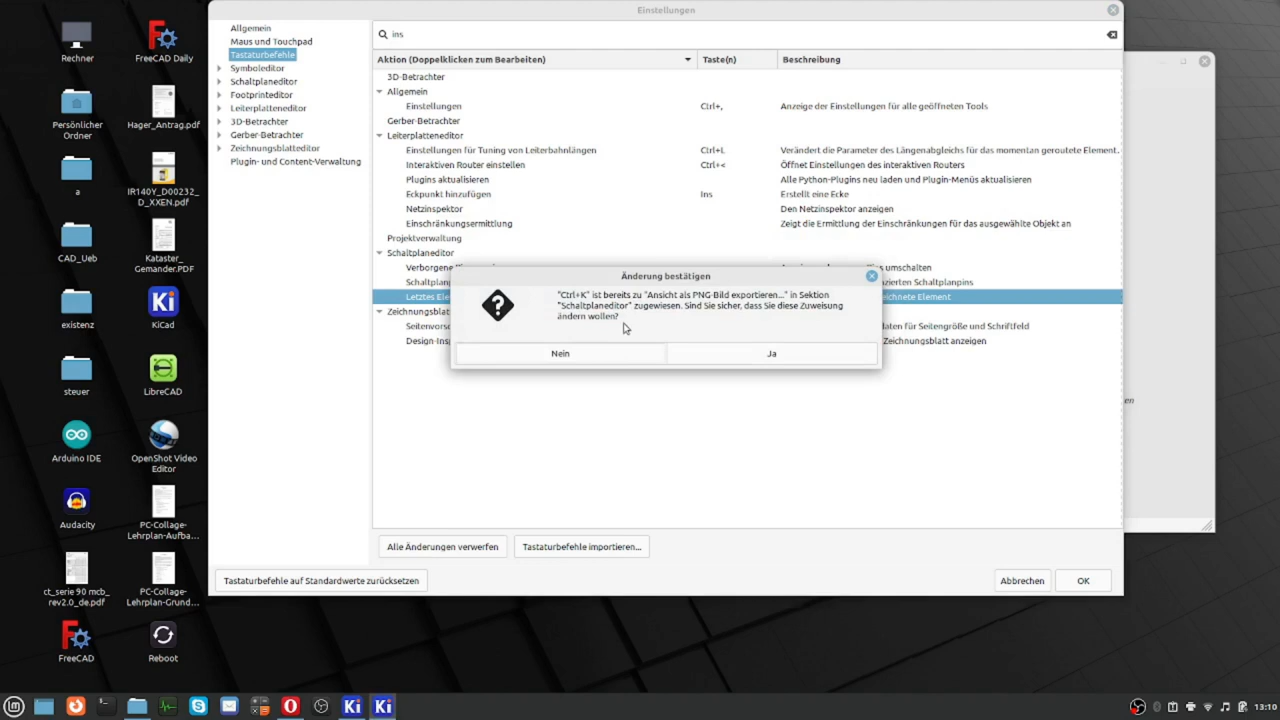 Einstellungen
Rechner
FreeCAD Daily
Persönlicher
Ordner
Hager_Antrag.pdf
a
IR140Y_D00232_
D_XXEN.pdf
CAD_Ueb
Kataster_
Gemander.PDF
existenz
KiCad
steuer
LibreCAD
Arduino IDE
OpenShot Video
Editor
Audacity
PC-Collage-
Lehrplan-Aufba...
ct_serie 90 mcb_
rev2.0_de.pdf
PC-Collage-
Lehrplan-Grund...
FreeCAD
Reboot
Allgemein
Maus und Touchpad
Tastaturbefehle
Symboleditor
Schaltplaneditor
Footprinteditor
Leiterplatteneditor
3D-Betrachter
Gerber-Betrachter
Zeichnungsblatteditor
Plugin- und Content-Verwaltung
ins
Aktion (Doppelklicken zum Bearbeiten) Taste(n) Beschreibung
3D-Betrachter
Allgemein
Einstellungen Ctrl+, Anzeige der Einstellungen für alle geöffneten Tools
Gerber-Betrachter
Leiterplatteneditor
Einstellungen für Tuning von Leiterbahnlängen Ctrl+L Verändert die Parameter des Längenabgleichs für das momentan geroutete Element.
Interaktiven Router einstellen Ctrl+< Öffnet Einstellungen des interaktiven Routers
Plugins aktualisieren Alle Python-Plugins neu laden und Plugin-Menüs aktualisieren
Eckpunkt hinzufügen Ins Erstellt eine Ecke
Netzinspektor Den Netzinspektor anzeigen
Einschränkungsermittlung Zeigt die Ermittlung der Einschränkungen für das ausgewählte Objekt an
Projektverwaltung
Schaltplaneditor
Verborgene umschalten
Schaltplan zierten Schaltplanpins
Letztes Ele eichnete Element
Zeichnungsblat
Seitenvors daten für Seitengröße und Schriftfeld
Design-Ins Zeichnungsblatt anzeigen
Änderung bestätigen
"Ctrl+K" ist bereits zu "Ansicht als PNG-Bild exportieren..." in Sektion
"Schaltplaneditor" zugewiesen. Sind Sie sicher, dass Sie diese Zuweisung
ändern wollen?
Nein Ja
en
Alle Änderungen verwerfen Tastaturbefehle importieren...
Tastaturbefehle auf Standardwerte zurücksetzen Abbrechen OK
Ki Ki 13:10